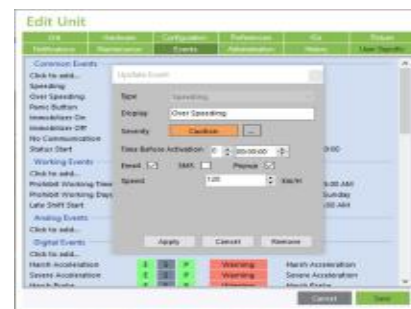 Edit Unit
Unit Hardware Configuration Preferences Picture
Notifications Maintenance Events Administration History User Specific
Common Events
Click to add...
Speeding
Over Speeding
Panic Button
Immobilizer On
Immobilizer Off
No Communication
Status Start
Working Events
Click to add...
Prohibit Working Time
Prohibit Working Days
Late Shift Start
Analog Events
Click to add...
Digital Events
Click to add...
Harsh Acceleration E S P Warning Harsh Acceleration
Severe Acceleration E S P Warning Severe Acceleration
Harsh Brake
Update Event
Type Speeding
Display Over Speeding
Severity Caution ...
Time Before Activation 0 00:00:00
Email SMS Popup
Speed 120 Km/H
Apply Cancel Remove
Sunday
Cancel Save